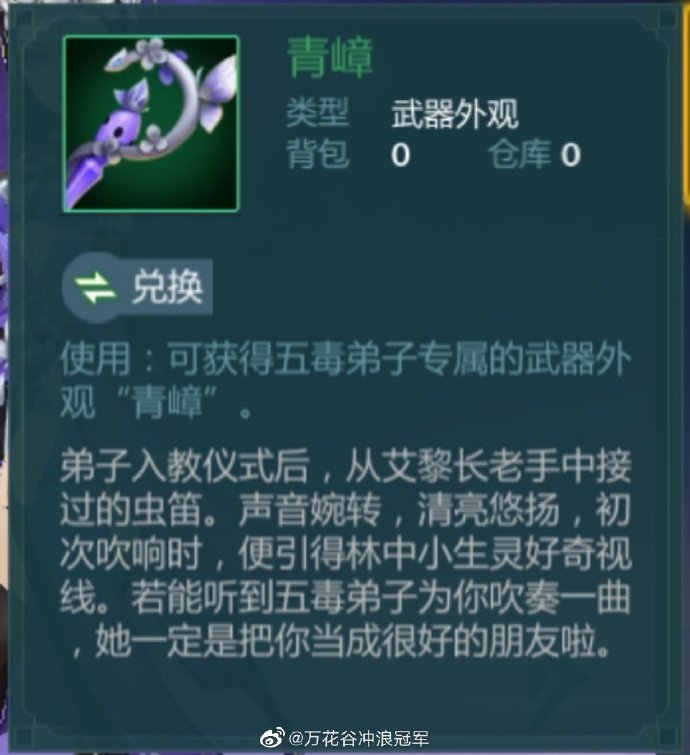 青嶂
类型 武器外观
背包 0 仓库 0
兑换
使用：可获得五毒弟子专属的武器外
观“青嶂”。
弟子入教仪式后，从艾黎长老手中接
过的虫笛。声音婉转，清亮悠扬，初
次吹响时，便引得林中小生灵好奇视
线。若能听到五毒弟子为你吹奏一曲
，她一定是把你当成很好的朋友啦。
@万花谷冲浪冠军